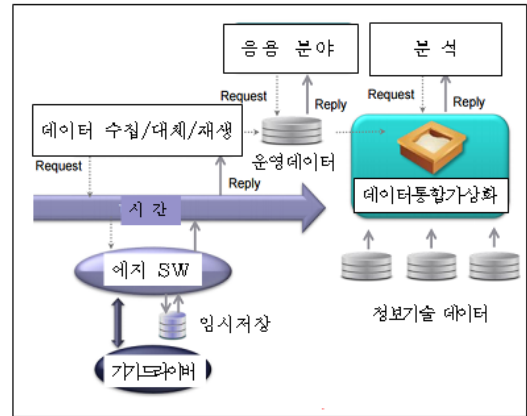 응용 분야
분 석
Request
Reply
Request
Reply
데이터 수집/대체/재생
Request
Reply
운영데이터
데이터통합가상화
시 간
에지 SW
임시저장
정보기술 데이터
기기드라이버